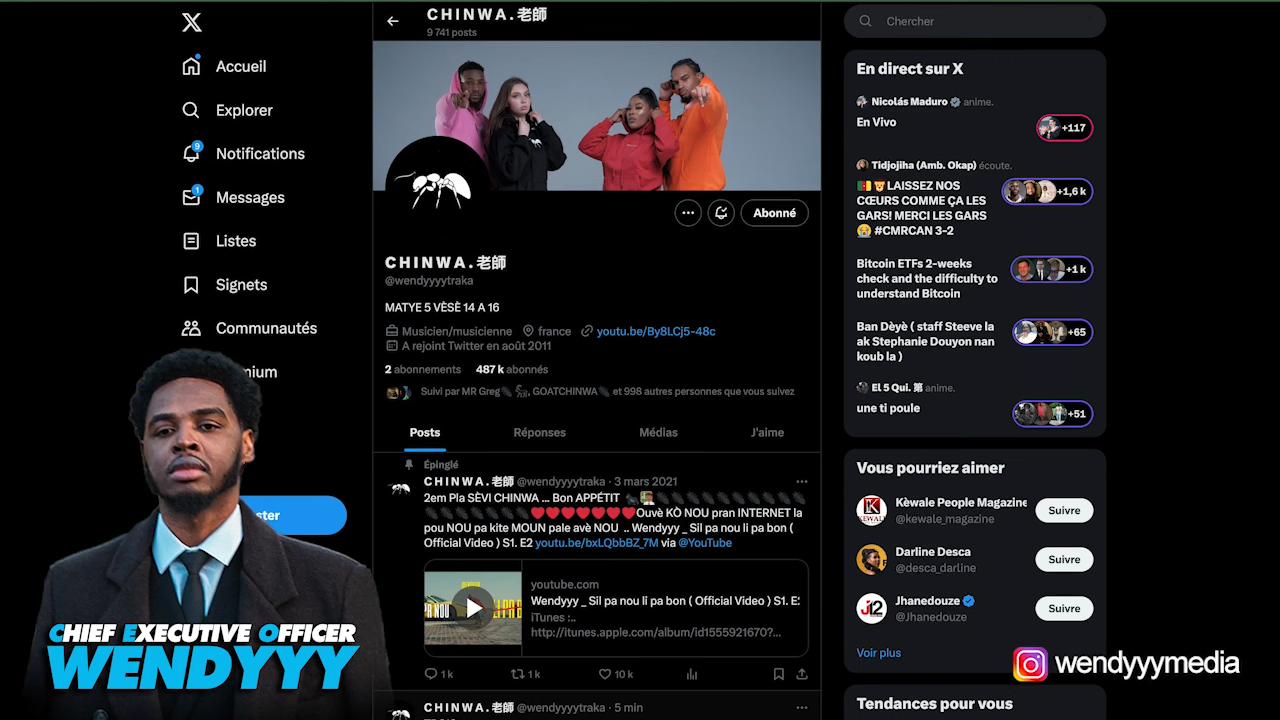 CHINWA.老師
9 741 posts
Accueil
Explorer
9
Notifications
1
Messages
Listes
Signets
Communautés
mium
ster
CHIEF EXECUTIVE OFFICER
WENDYYY
Abonné
CHINWA.老師
@wendyyyytraka
MATYE 5 VÈSÈ 14 A 16
Musicien/musicienne france youtu.be/By8LCj5-48c
A rejoint Twitter en août 2011
2 abonnements 487 k abonnés
Suivi par MR Greg, GOATCHINWA et 998 autres personnes que vous suivez
Posts Réponses Médias J'aime
Épinglé
CHINWA.老師 @wendyyyytraka · 3 mars 2021
2em Pla SÈVI CHINWA ... Bon APPÉTIT
Ouvè KÒ NOU pran INTERNET la
pou NOU pa kite MOUN pale avè NOU .. Wendyyy _ Sil pa nou li pa bon (
Official Video ) S1. E2 youtu.be/bxLQbbBZ_7M via @YouTube
PA NOU
LI PA B
youtube.com
Wendyyy _ Sil pa nou li pa bon ( Official Video ) S1. E2
iTunes :..
http://itunes.apple.com/album/id1555921670?...
1 k 1 k 10 k
CHINWA.老師 @wendyyyytraka · 5 min
Chercher
En direct sur X
Nicolás Maduro anime.
En Vivo
+117
Tidjojiha (Amb. Okap) écoute.
LAISSEZ NOS
CŒURS COMME ÇA LES
GARS! MERCI LES GARS
#CMRCAN 3-2
+1,6 k
Bitcoin ETFs 2-weeks
check and the difficulty to
understand Bitcoin
+1 k
Ban Dèyè ( staff Steeve la
ak Stephanie Douyon nan
koub la )
+65
El 5 Qui. 第 anime.
une ti poule
+51
Vous pourriez aimer
KEWALE
Kèwale People Magazine
@kewale_magazine
Suivre
Darline Desca
@desca_darline
Suivre
J12
Jhanedouze
@Jhanedouze
Suivre
Voir plus
wendyyymedia
Tendances pour vous